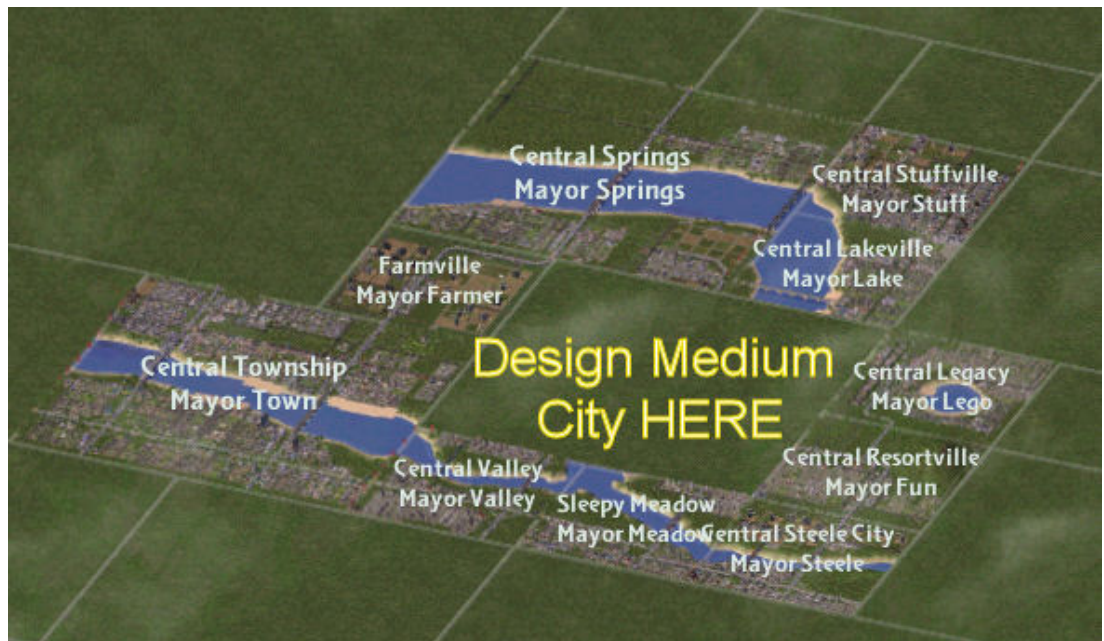 Central Springs
Mayor Springs
Central Stuffville
Mayor Stuff
Central Lakeville
Mayor Lake
Farmville
Mayor Farmer
Design Medium
City HERE
Central Township
Mayor Town
Central Legacy
Mayor Lego
Central Valley
Mayor Valley
Central Resortville
Mayor Fun
Sleepy Meadow
Mayor Meadow
Central Steele City
Mayor Steele